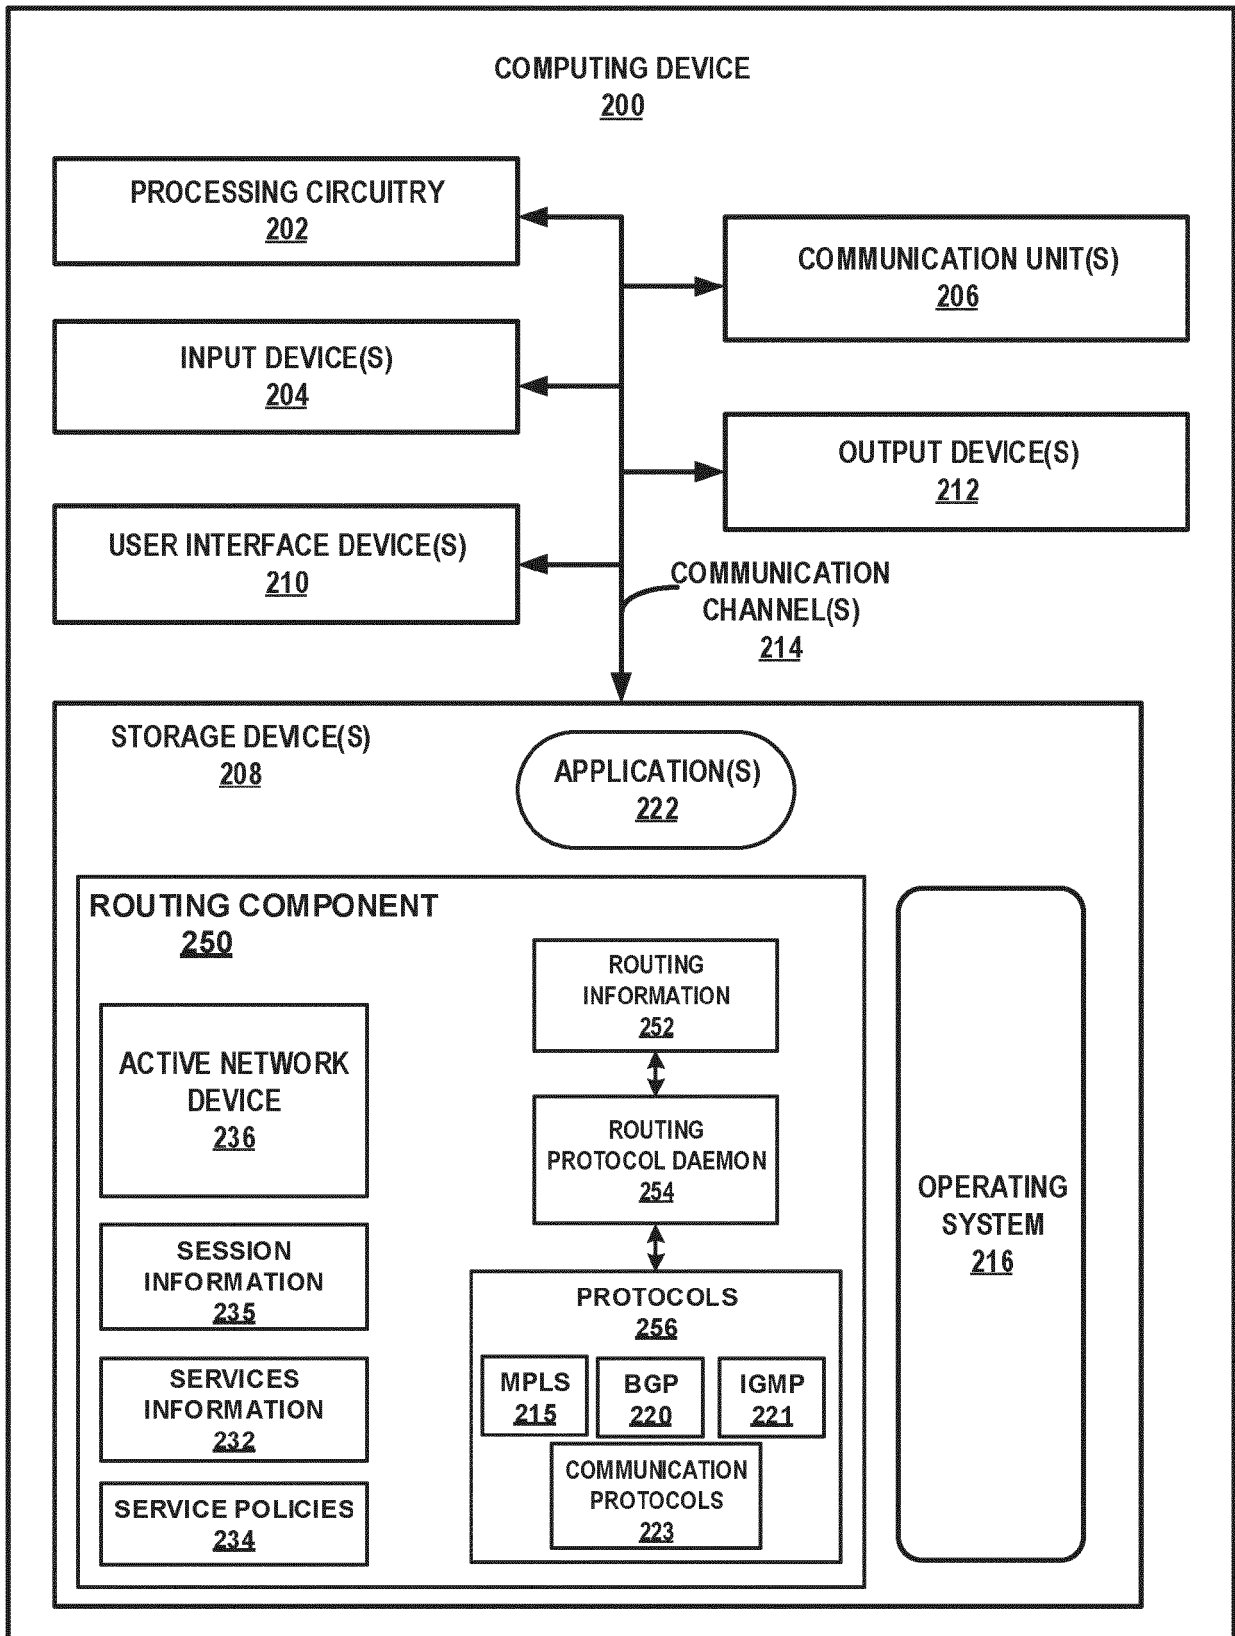 COMPUTING DEVICE
200
PROCESSING CIRCUITRY
202
COMMUNICATION UNIT(S)
206
INPUT DEVICE(S)
204
OUTPUT DEVICE(S)
212
USER INTERFACE DEVICE(S)
210
COMMUNICATION
CHANNEL(S)
214
STORAGE DEVICE(S)
208
APPLICATION(S)
222
ROUTING COMPONENT
250
ACTIVE NETWORK
DEVICE
236
SESSION
INFORMATION
235
SERVICES
INFORMATION
232
SERVICE POLICIES
234
ROUTING
INFORMATION
252
ROUTING
PROTOCOL DAEMON
254
PROTOCOLS
256
MPLS
215
BGP
220
IGMP
221
COMMUNICATION
PROTOCOLS
223
OPERATING
SYSTEM
216